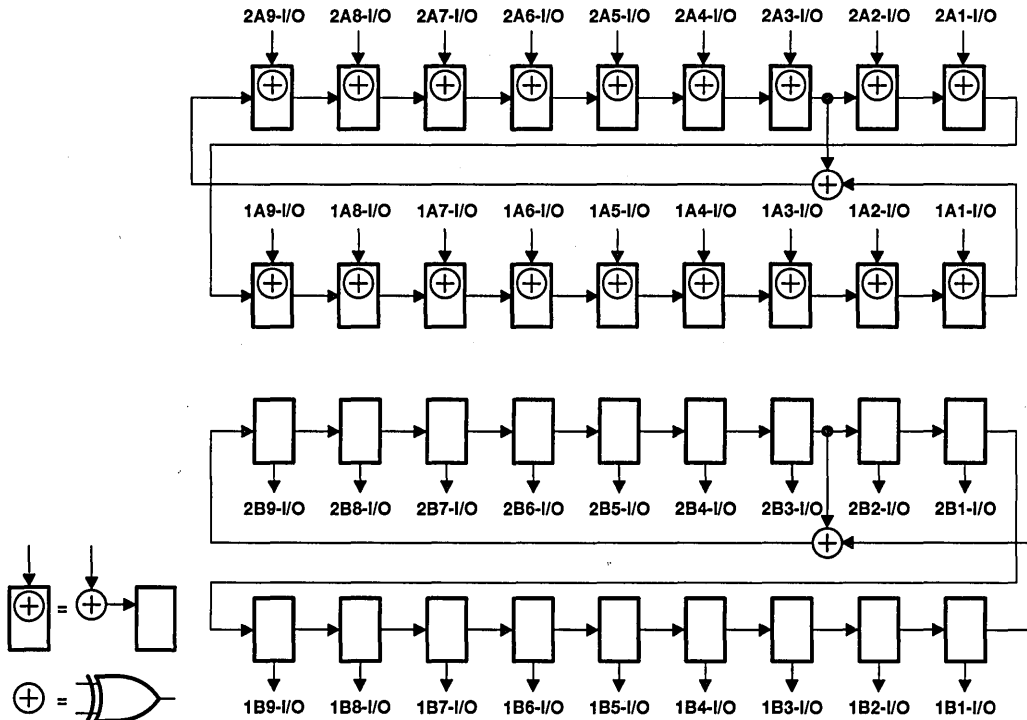 2A9-I/O 2A8-I/O 2A7-I/O 2A6-I/O 2A5-I/O 2A4-I/O 2A3-I/O 2A2-I/O 2A1-I/O
1A9-I/O 1A8-I/O 1A7-I/O 1A6-I/O 1A5-I/O 1A4-I/O 1A3-I/O 1A2-I/O 1A1-I/O
2B9-I/O 2B8-I/O 2B7-I/O 2B6-I/O 2B5-I/O 2B4-I/O 2B3-I/O 2B2-I/O 2B1-I/O
=
=
1B9-I/O 1B8-I/O 1B7-I/O 1B6-I/O 1B5-I/O 1B4-I/O 1B3-I/O 1B2-I/O 1B1-I/O